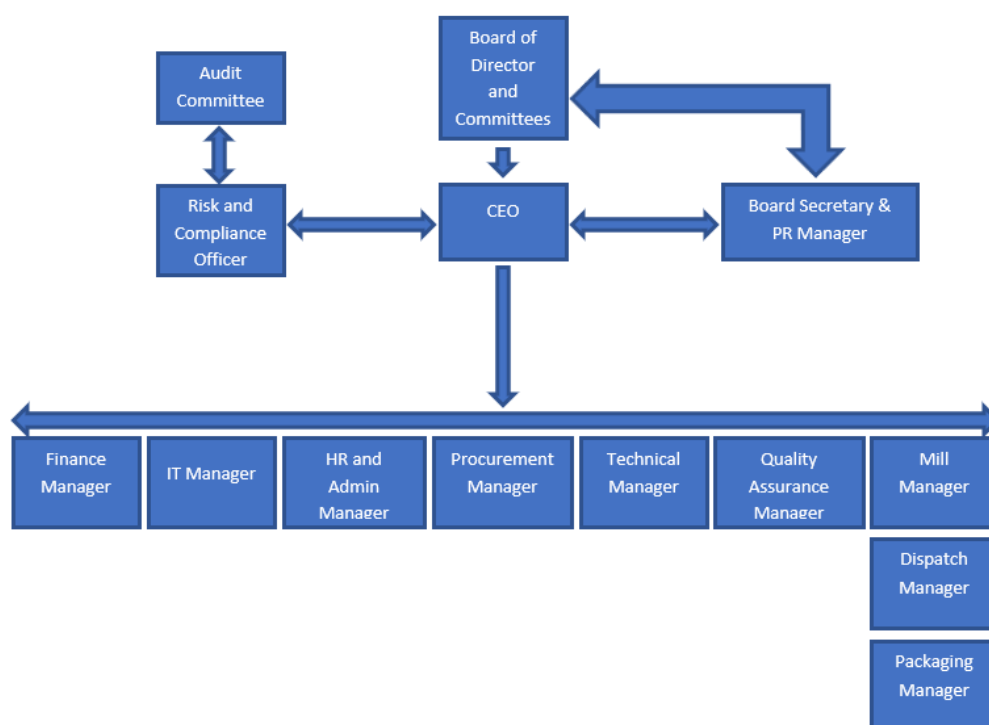 Board of
Director
and
Committees
Audit
Committee
Risk and
Compliance
Officer
CEO
Board Secretary &
PR Manager
Finance
Manager
IT Manager
HR and
Admin
Manager
Procurement
Manager
Technical
Manager
Quality
Assurance
Manager
Mill
Manager
Dispatch
Manager
Packaging
Manager